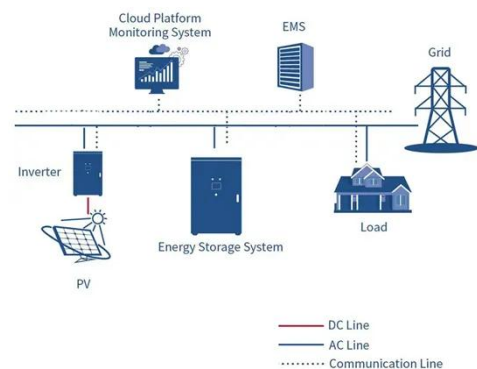 Cloud Platform
Monitoring System
EMS
Grid
Inverter
Energy Storage System
Load
PV
DC Line
AC Line
Communication Line